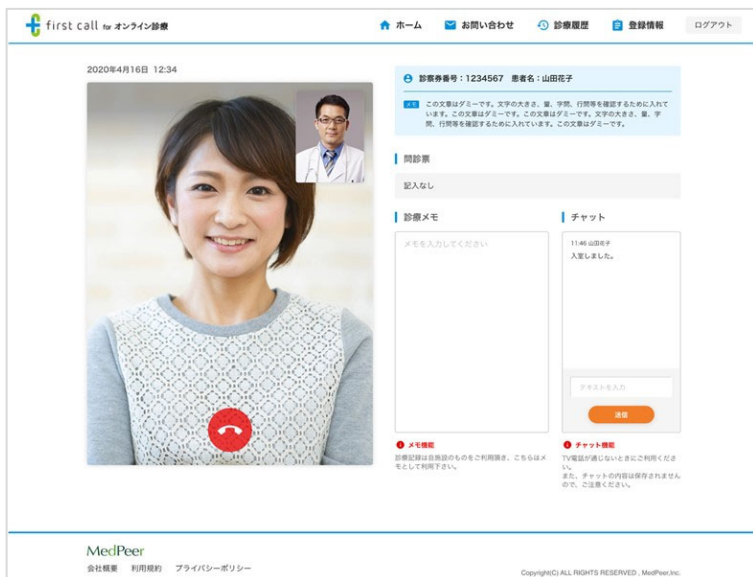 first call for オンライン診療
ホーム
お問い合わせ
診療履歴
登録情報
ログアウト
2020年4月16日 12:34
診察券番号：1234567 患者名：山田花子
メモ
この文章はダミーです。文字の大きさ、量、字間、行間等を確認するために入れて
います。この文章はダミーです。この文章はダミーです。文字の大きさ、量、字
間、行間等を確認するために入れています。この文章はダミーです。
問診票
記入なし
診療メモ
メモを入力してください
チャット
11:46 山田花子
入室しました。
テキストを入力
送信
メモ機能
診療記録は自施設のものをご利用頂き、こちらはメ
モとして利用下さい。
チャット機能
TV電話が通じないときにご利用くださ
い。
また、チャットの内容は保存されません
ので、ご注意ください。
MedPeer
会社概要
利用規約
プライバシーポリシー
Copyright(C) ALL RIGHTS RESERVED , MedPeer,Inc.